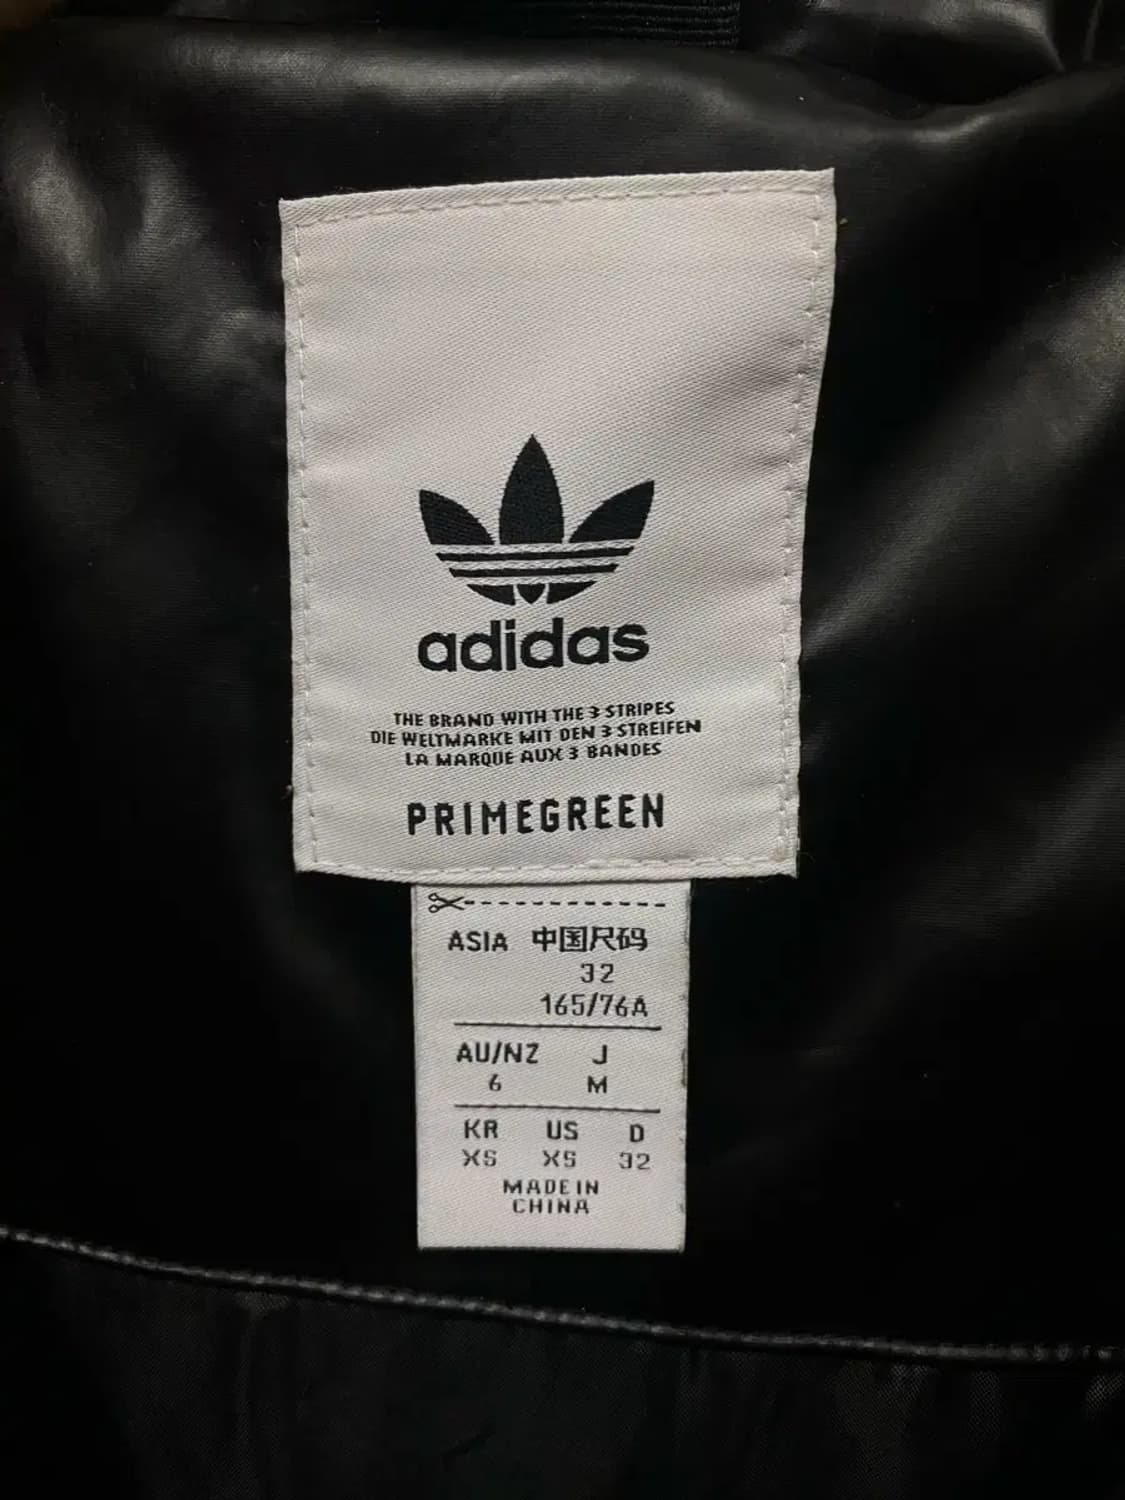 adidas
THE BRAND WITH THE 3 STRIPES
DIE WELTMARKE MIT DEN 3 STREIFEN
LA MARQUE AUX 3 BANDES
PRIMEGREEN
ASIA 中国尺码
32
165/76A
AU/NZ J
6 M
KR US D
XS XS 32
MADE IN
CHINA